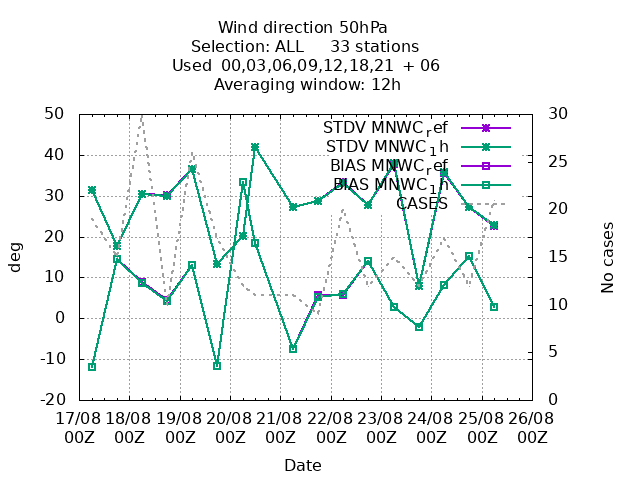 Wind direction 50hPa
Selection: ALL 33 stations
Used 00,03,06,09,12,18,21 + 06
Averaging window: 12h
50
40
30
20
10
0
-10
-20
deg
30
25
20
15
10
5
0
No cases
STDV MNWC_ref
STDV MNWC_1h
BIAS MNWC_ref
BIAS MNWC_1h
CASES
17/08 18/08 19/08 20/08 21/08 22/08 23/08 24/08 25/08 26/08
00Z 00Z 00Z 00Z 00Z 00Z 00Z 00Z 00Z 00Z
Date